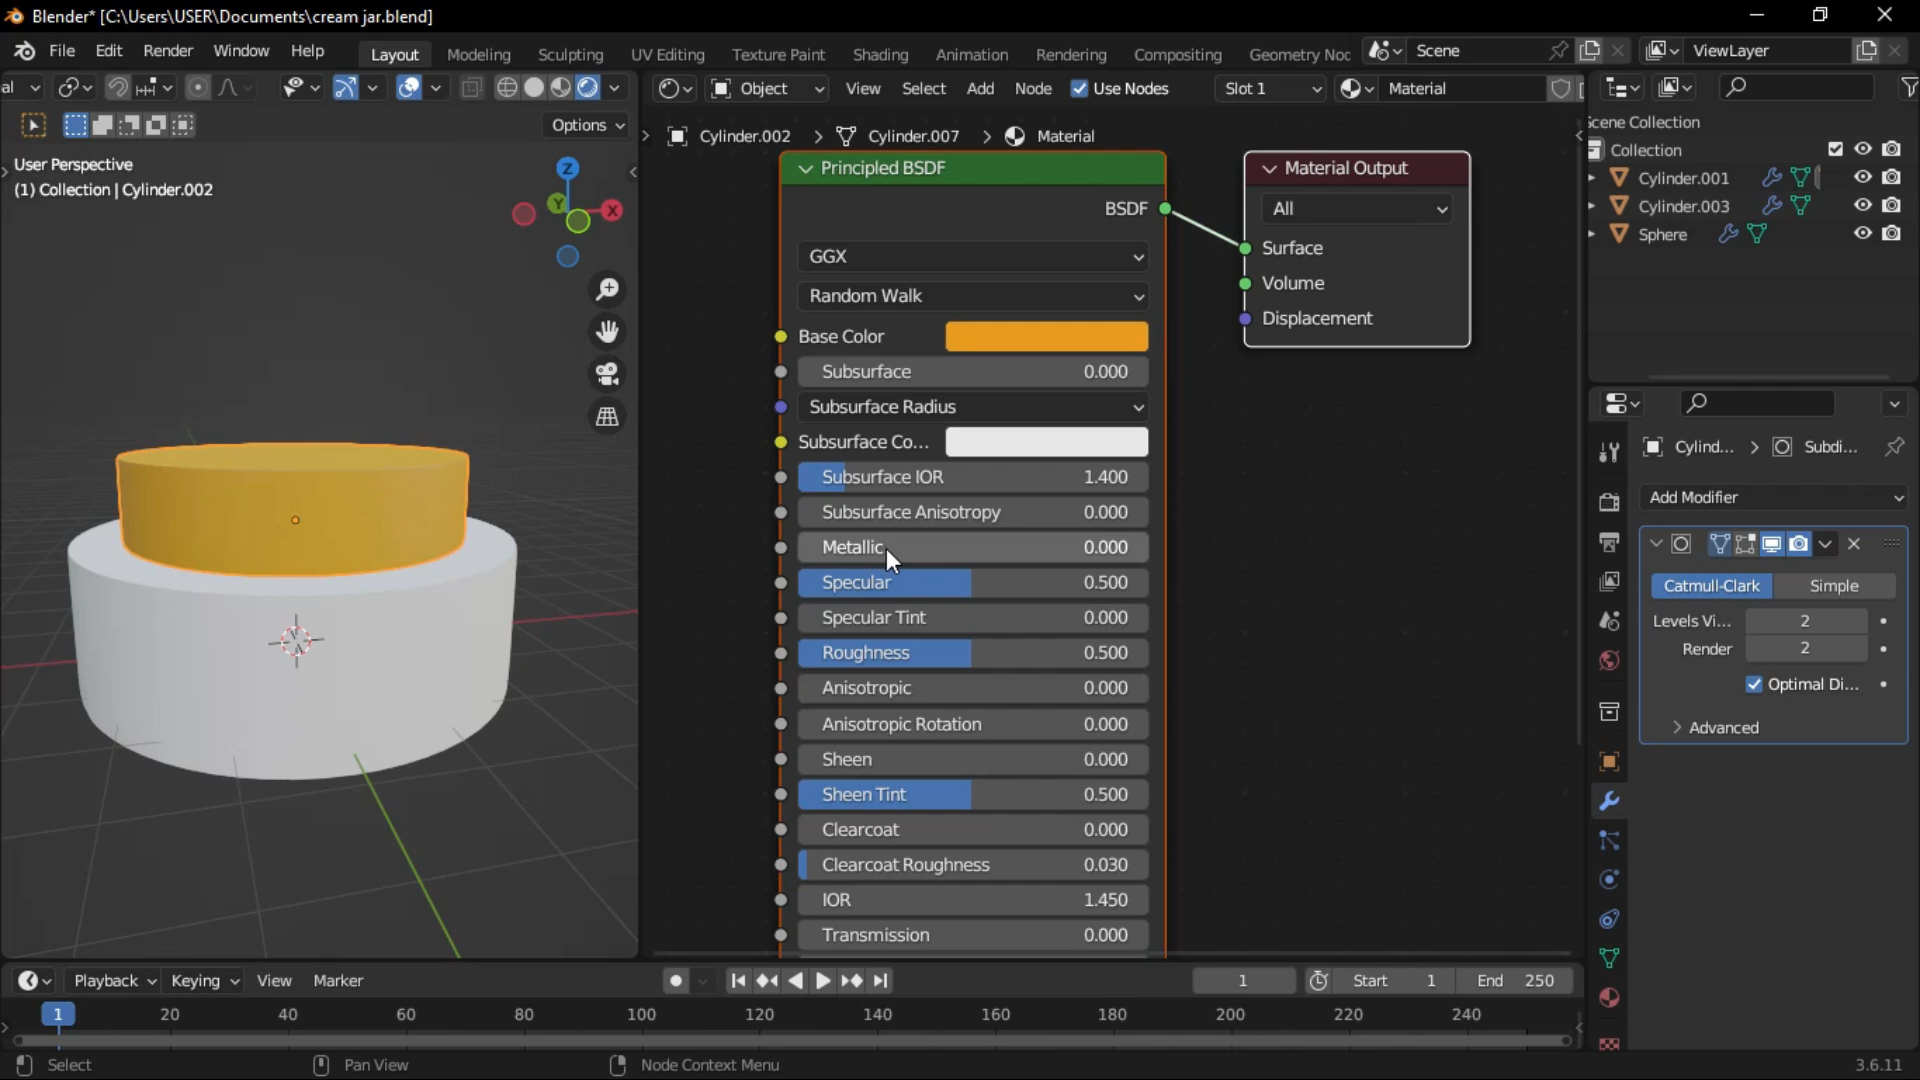 Blender* [C:\Users\USER\Documents\cream jar.blend]
File Edit Render Window Help Layout Modeling Sculpting UV Editing Texture Paint Shading Animation Rendering Compositing Geometry Noc Scene ViewLayer
al Object View Select Add Node Use Nodes Slot 1 Material
Options
Cylinder.002 > Cylinder.007 > Material
User Perspective
(1) Collection | Cylinder.002
Z
Y
X
Principled BSDF
BSDF
GGX
Random Walk
Base Color
Subsurface 0.000
Subsurface Radius
Subsurface Co...
Subsurface IOR 1.400
Subsurface Anisotropy 0.000
Metallic 0.000
Specular 0.500
Specular Tint 0.000
Roughness 0.500
Anisotropic 0.000
Anisotropic Rotation 0.000
Sheen 0.000
Sheen Tint 0.500
Clearcoat 0.000
Clearcoat Roughness 0.030
IOR 1.450
Transmission 0.000
Material Output
All
Surface
Volume
Displacement
Scene Collection
Collection
Cylinder.001
Cylinder.003
Sphere
Cylind... > Subdi...
Add Modifier
Catmull-Clark Simple
Levels Vi... 2
Render 2
Optimal Di...
Advanced
Playback Keying View Marker 1 Start 1 End 250
1 20 40 60 80 100 120 140 160 180 200 220 240
Select Pan View Node Context Menu 3.6.11